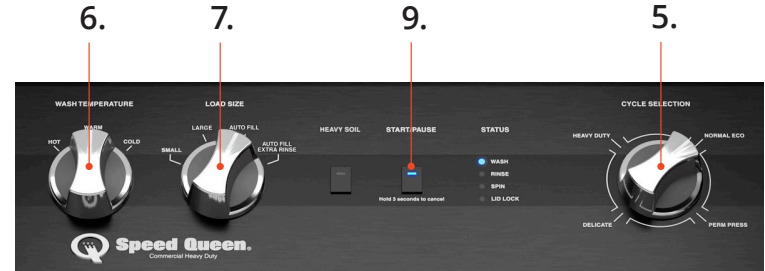 6.
7.
9.
5.
WASH TEMPERATURE
HOT
WARM
COLD
LOAD SIZE
SMALL
LARGE
AUTO FILL
AUTO FILL
EXTRA RINSE
HEAVY SOIL
START/PAUSE
Hold 3 seconds to cancel
STATUS
WASH
RINSE
SPIN
LID LOCK
CYCLE SELECTION
HEAVY DUTY
NORMAL ECO
DELICATE
PERM PRESS
Speed Queen®
Commercial Heavy Duty